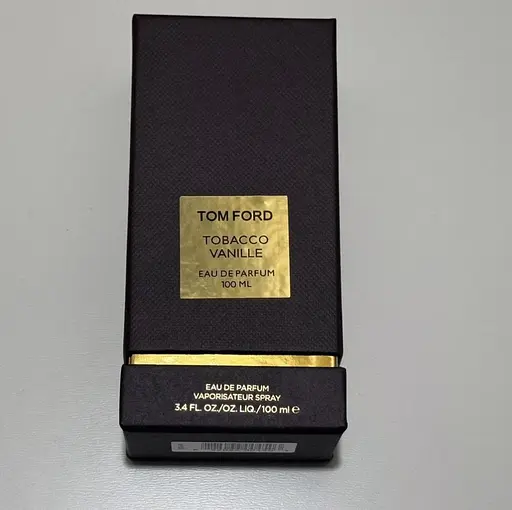 TOM FORD
TOBACCO
VANILLE
EAU DE PARFUM
100 ML
EAU DE PARFUM
VAPORISATEUR SPRAY
3.4 FL. OZ./OZ. LIQ./100 ml ℮